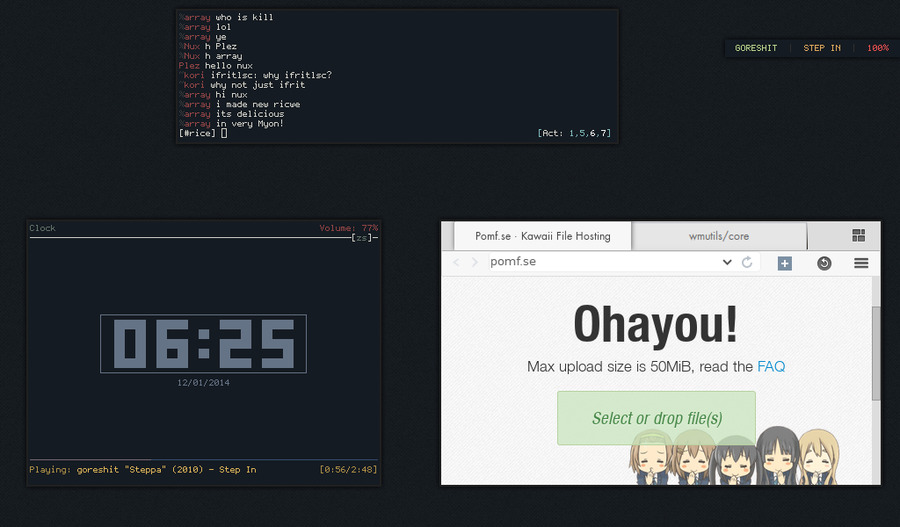 %array who is kill
%array lol
%array ye
%Nux h Plez
%Nux h array
Plez hello nux
~kori ifritlsc: why ifritlsc?
~kori why not just ifrit
%array hi nux
%array i made new ricwe
%array its delicious
%array in very Myon!
[#rice]
[Act: 1,5,6,7]
GORESHIT | STEP IN | 100%
Clock
Volume: 77%
[zs]
06:25
12/01/2014
Playing: goreshit "Steppa" (2010) - Step In
[0:56/2:48]
Pomf.se - Kawaii File Hosting
wmutils/core
pomf.se
Ohayou!
Max upload size is 50MiB, read the FAQ
Select or drop file(s)